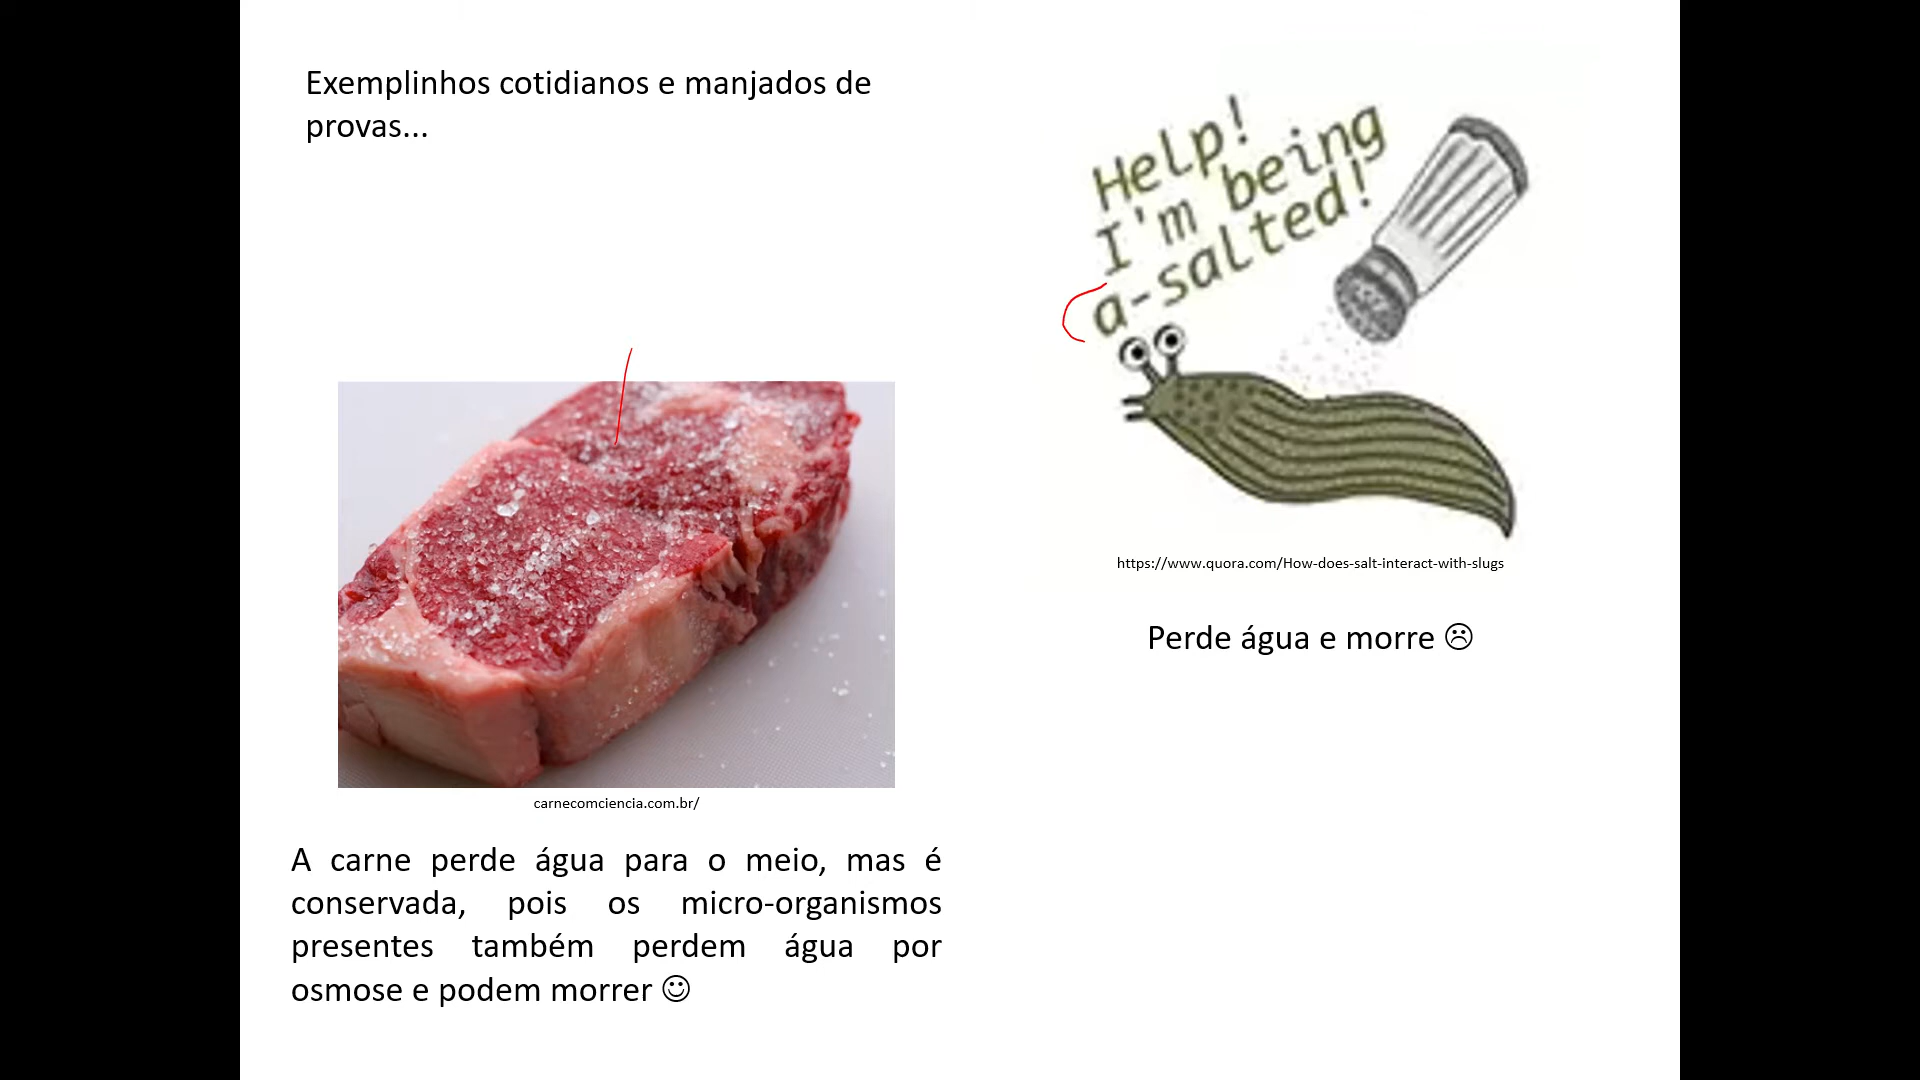 Exemplinhos cotidianos e manjados de
provas...
Help!
I'm being
a-salted!
https://www.quora.com/How-does-salt-interact-with-slugs
Perde água e morre ☹
carnecomciencia.com.br/
A carne perde água para o meio, mas é
conservada, pois os micro-organismos
presentes também perdem água por
osmose e podem morrer ☺